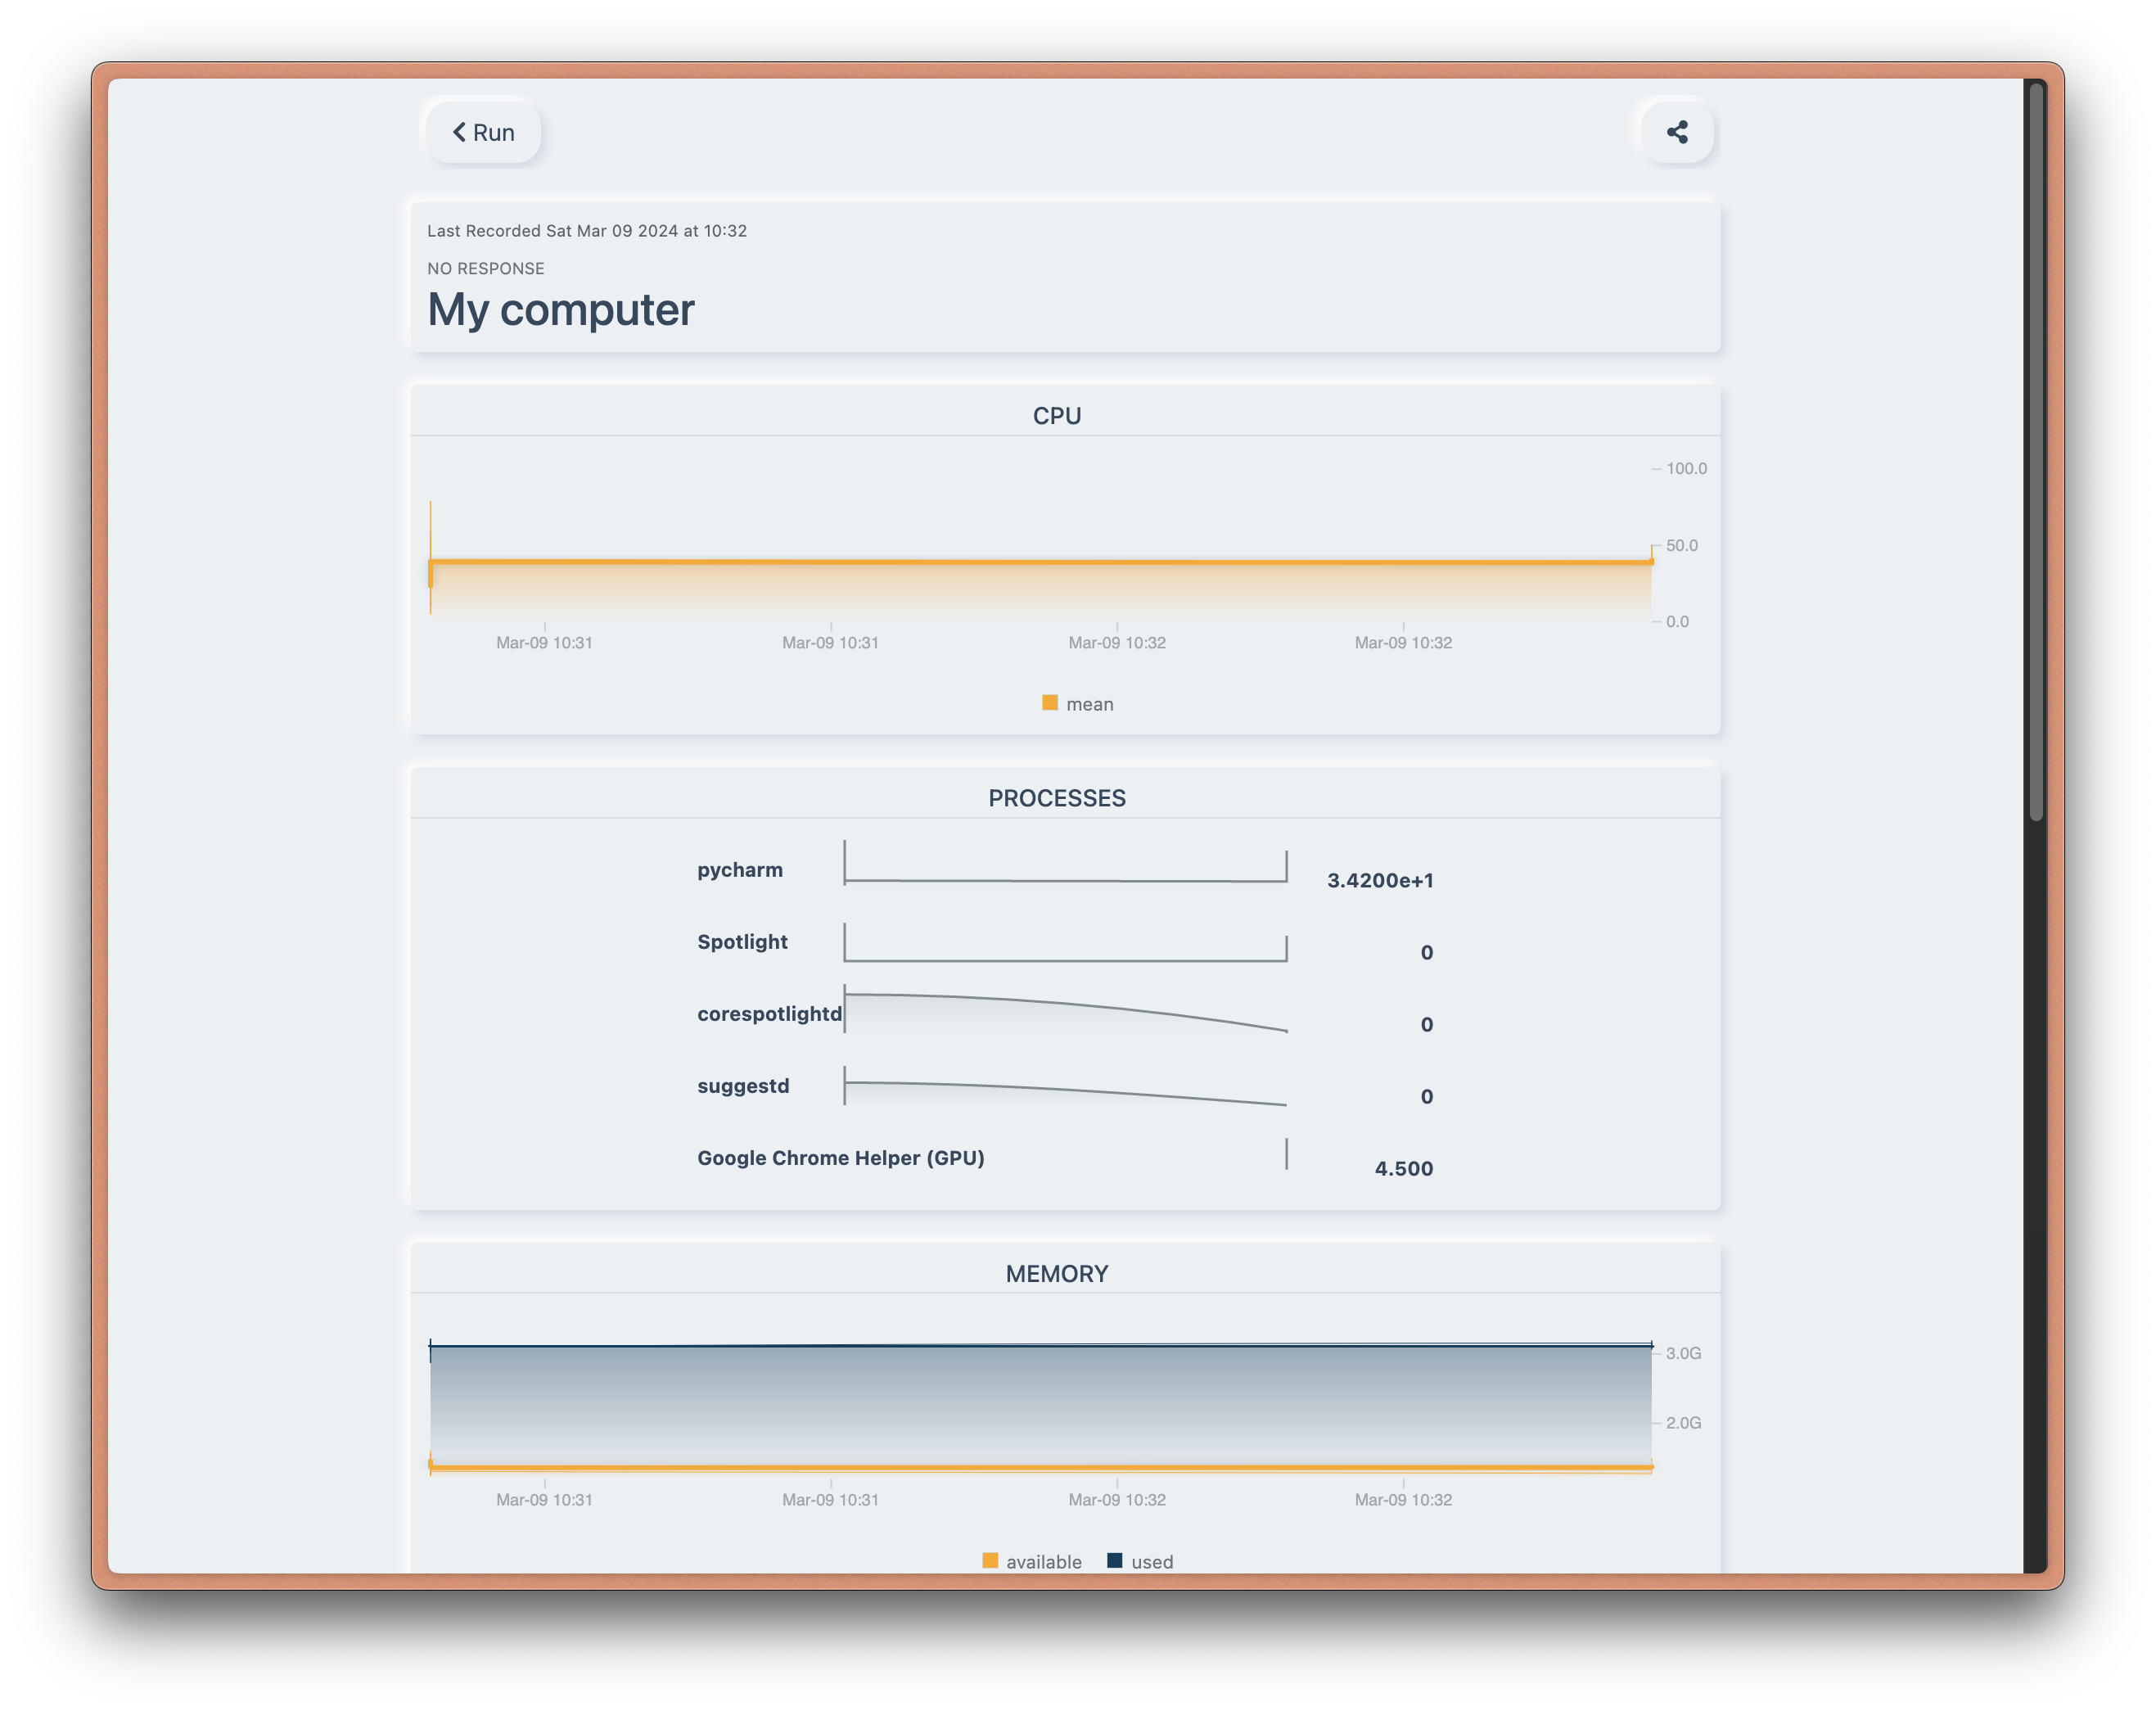 Run
Last Recorded Sat Mar 09 2024 at 10:32
NO RESPONSE
My computer
CPU
100.0
50.0
0.0
Mar-09 10:31 Mar-09 10:31 Mar-09 10:32 Mar-09 10:32
mean
PROCESSES
pycharm 3.4200e+1
Spotlight 0
corespotlightd 0
suggestd 0
Google Chrome Helper (GPU) 4.500
MEMORY
3.0G
2.0G
Mar-09 10:31 Mar-09 10:31 Mar-09 10:32 Mar-09 10:32
available used